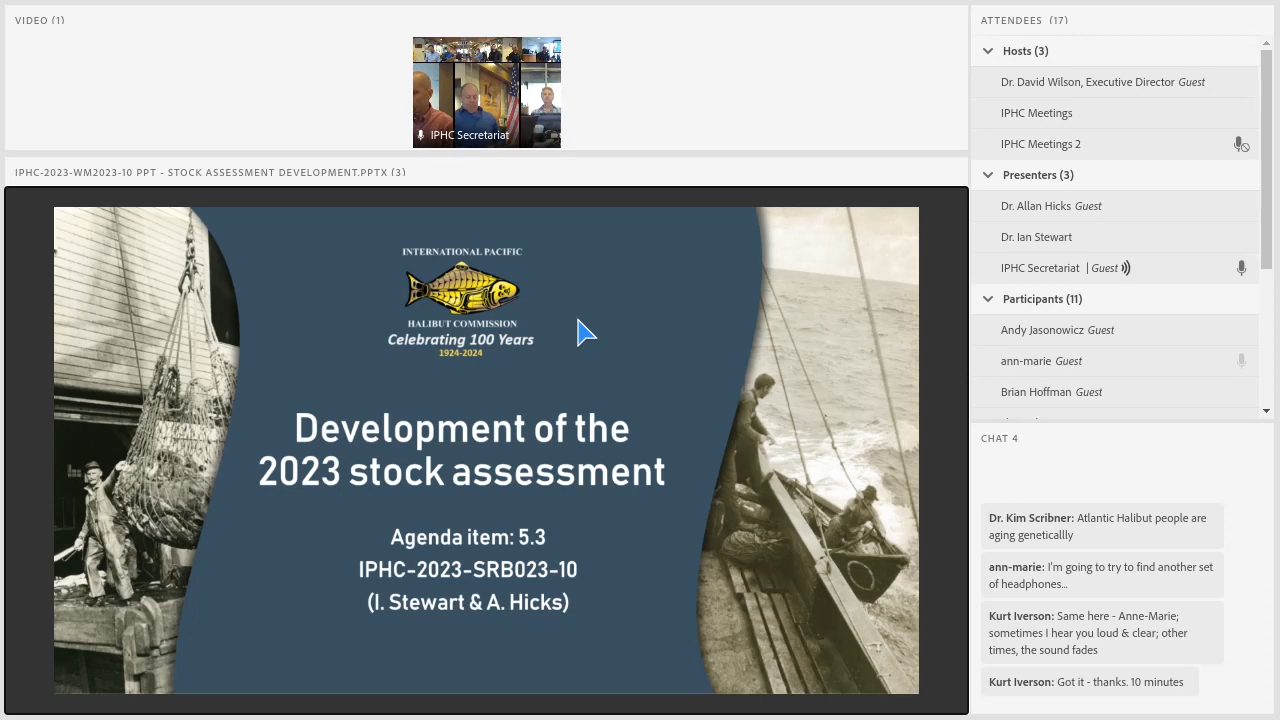 VIDEO (1)
IPHC Secretariat
IPHC-2023-WM2023-10 PPT - STOCK ASSESSMENT DEVELOPMENT.PPTX (3)
INTERNATIONAL PACIFIC
HALIBUT COMMISSION
Celebrating 100 Years
1924-2024
Development of the
2023 stock assessment
Agenda item: 5.3
IPHC-2023-SRB023-10
(I. Stewart & A. Hicks)
ATTENDEES (17)
Hosts (3)
Dr. David Wilson, Executive Director Guest
IPHC Meetings
IPHC Meetings 2
Presenters (3)
Dr. Allan Hicks Guest
Dr. Ian Stewart
IPHC Secretariat | Guest
Participants (11)
Andy Jasonowicz Guest
ann-marie Guest
Brian Hoffman Guest
CHAT 4
Dr. Kim Scribner: Atlantic Halibut people are
aging geneticallly
ann-marie: I'm going to try to find another set
of headphones...
Kurt Iverson: Same here - Anne-Marie;
sometimes I hear you loud & clear; other
times, the sound fades
Kurt Iverson: Got it - thanks. 10 minutes